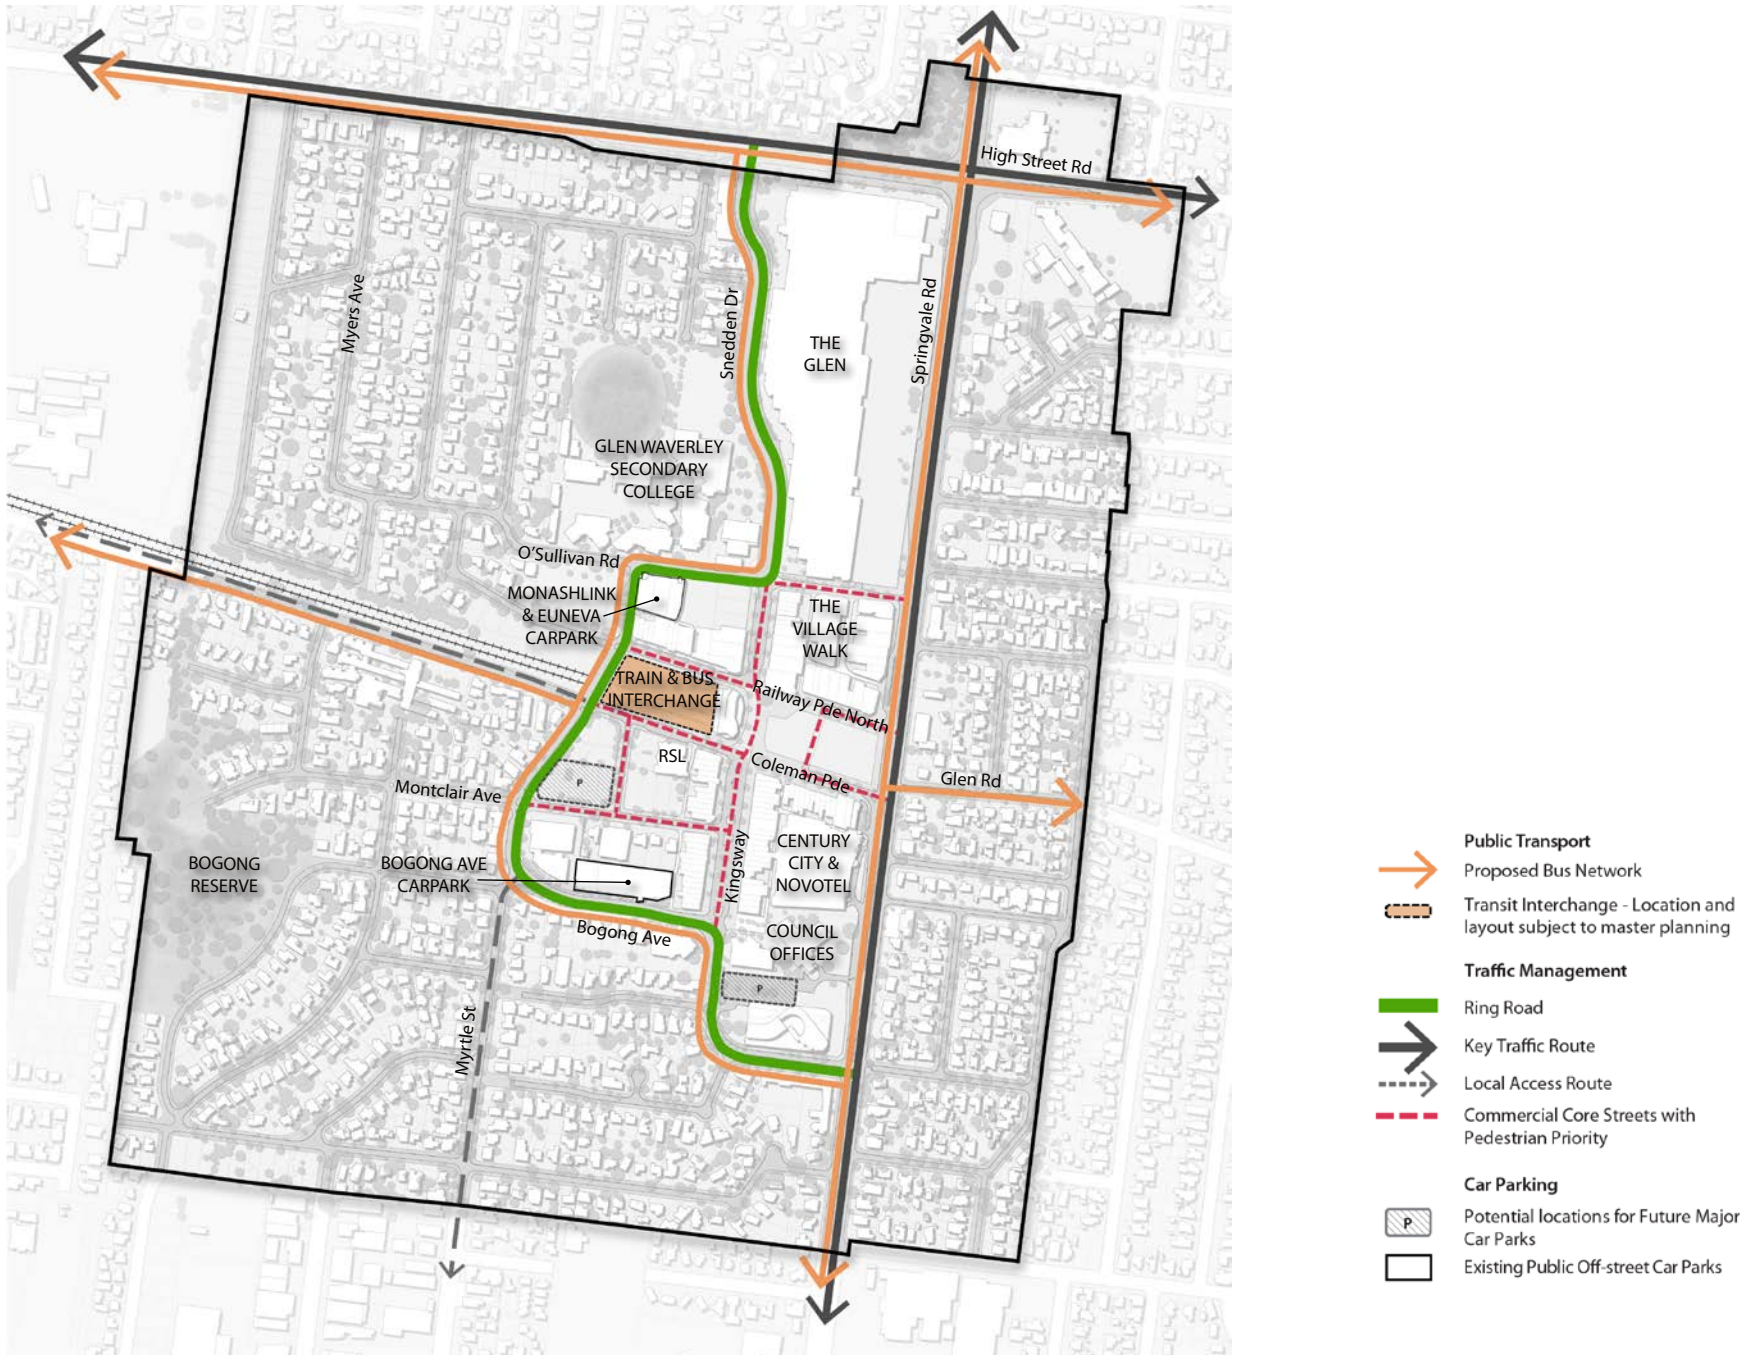 High Street Rd
Myers Ave
Snedden Dr
Springvale Rd
THE
GLEN
GLEN WAVERLEY
SECONDARY
COLLEGE
O'Sullivan Rd
MONASHLINK
& EUNEVA
CARPARK
THE
VILLAGE
WALK
TRAIN & BUS
INTERCHANGE
Railway Pde North
RSL
Coleman Pde
Glen Rd
P
Montclair Ave
BOGONG
RESERVE
BOGONG AVE
CARPARK
Kingsway
CENTURY
CITY &
NOVOTEL
Bogong Ave
COUNCIL
OFFICES
P
Myrtle St
Public Transport
Proposed Bus Network
Transit Interchange - Location and
layout subject to master planning
Traffic Management
Ring Road
Key Traffic Route
Local Access Route
Commercial Core Streets with
Pedestrian Priority
Car Parking
P
Potential locations for Future Major
Car Parks
Existing Public Off-street Car Parks